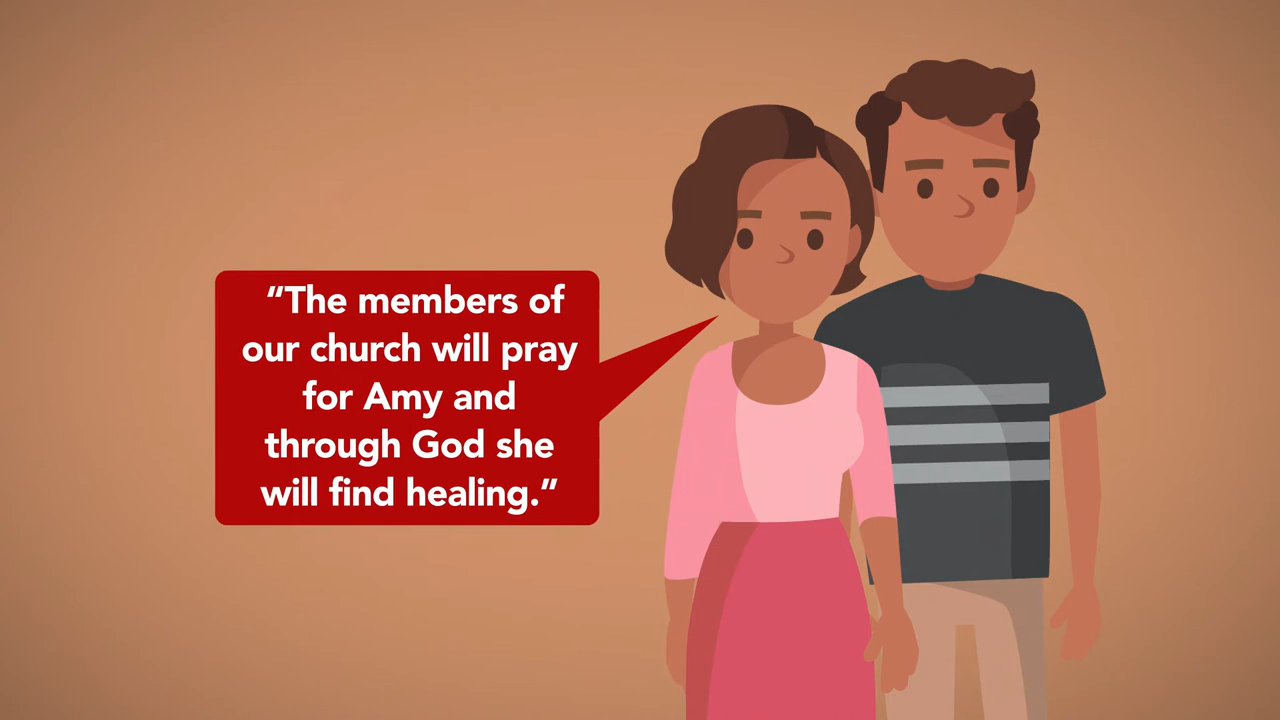 “The members of
our church will pray
for Amy and
through God she
will find healing.”